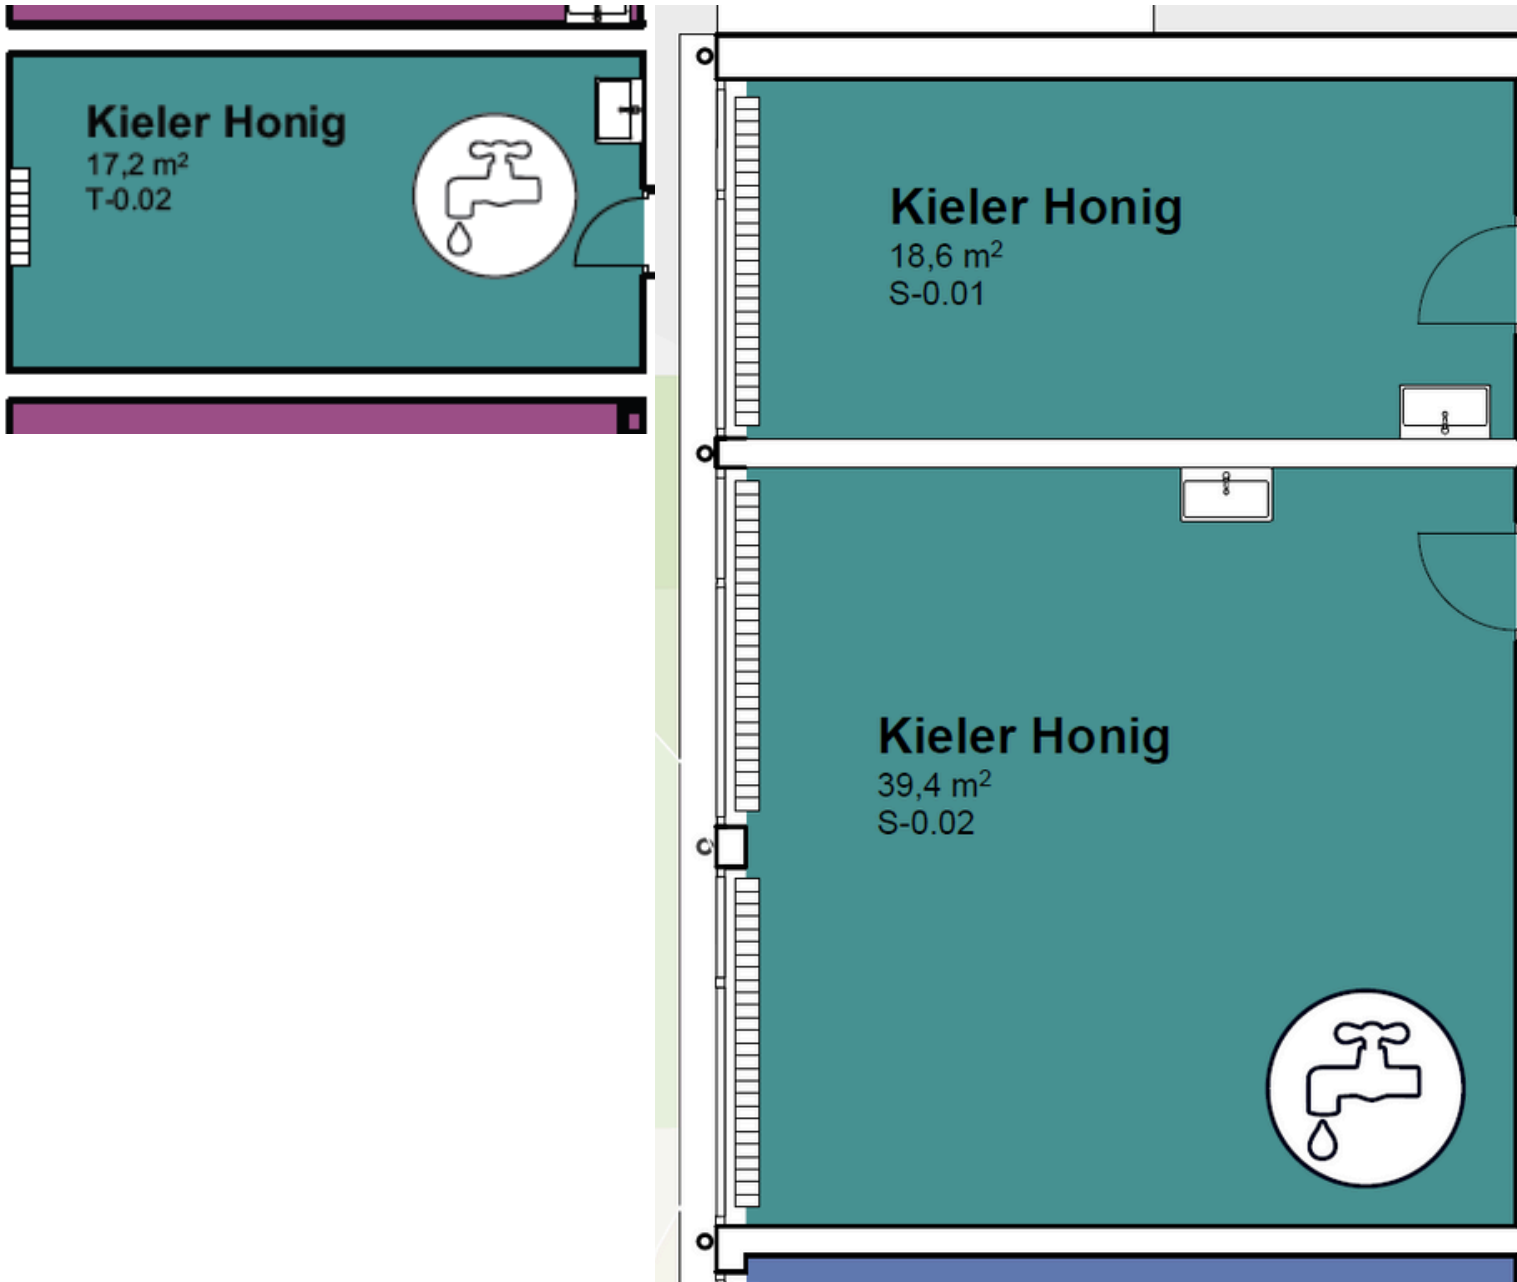 Kieler Honig
17,2 m²
T-0.02
Kieler Honig
18,6 m²
S-0.01
Kieler Honig
39,4 m²
S-0.02